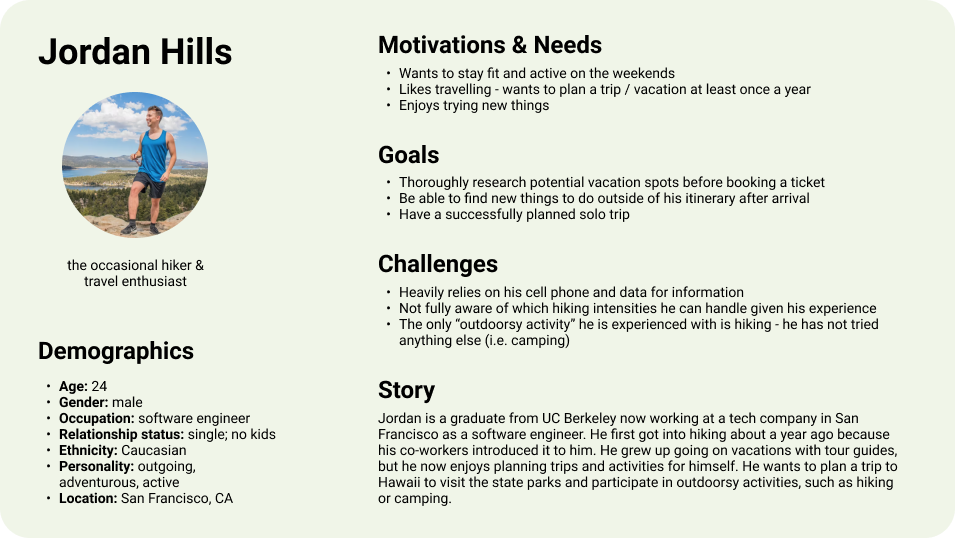 Jordan Hills
the occasional hiker &
travel enthusiast
Demographics
• Age: 24
• Gender: male
• Occupation: software engineer
• Relationship status: single; no kids
• Ethnicity: Caucasian
• Personality: outgoing,
adventurous, active
• Location: San Francisco, CA
Motivations & Needs
• Wants to stay fit and active on the weekends
• Likes travelling - wants to plan a trip / vacation at least once a year
• Enjoys trying new things
Goals
• Thoroughly research potential vacation spots before booking a ticket
• Be able to find new things to do outside of his itinerary after arrival
• Have a successfully planned solo trip
Challenges
• Heavily relies on his cell phone and data for information
• Not fully aware of which hiking intensities he can handle given his experience
• The only “outdoorsy activity” he is experienced with is hiking - he has not tried
anything else (i.e. camping)
Story
Jordan is a graduate from UC Berkeley now working at a tech company in San
Francisco as a software engineer. He first got into hiking about a year ago because
his co-workers introduced it to him. He grew up going on vacations with tour guides,
but he now enjoys planning trips and activities for himself. He wants to plan a trip to
Hawaii to visit the state parks and participate in outdoorsy activities, such as hiking
or camping.